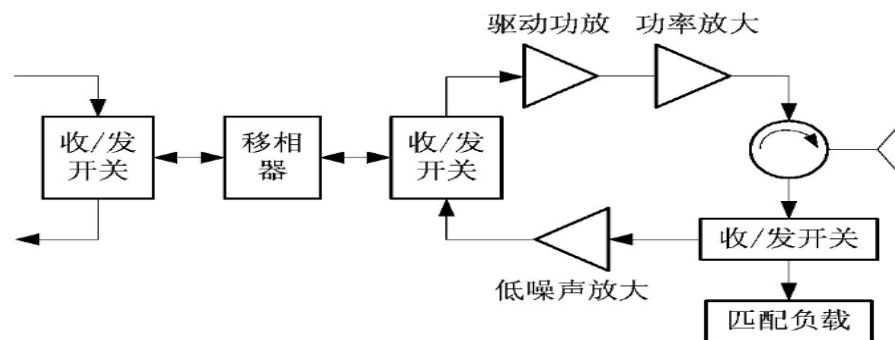 驱动功放 功率放大
收/发
开关
移相
器
收/发
开关
收/发开关
低噪声放大
匹配负载